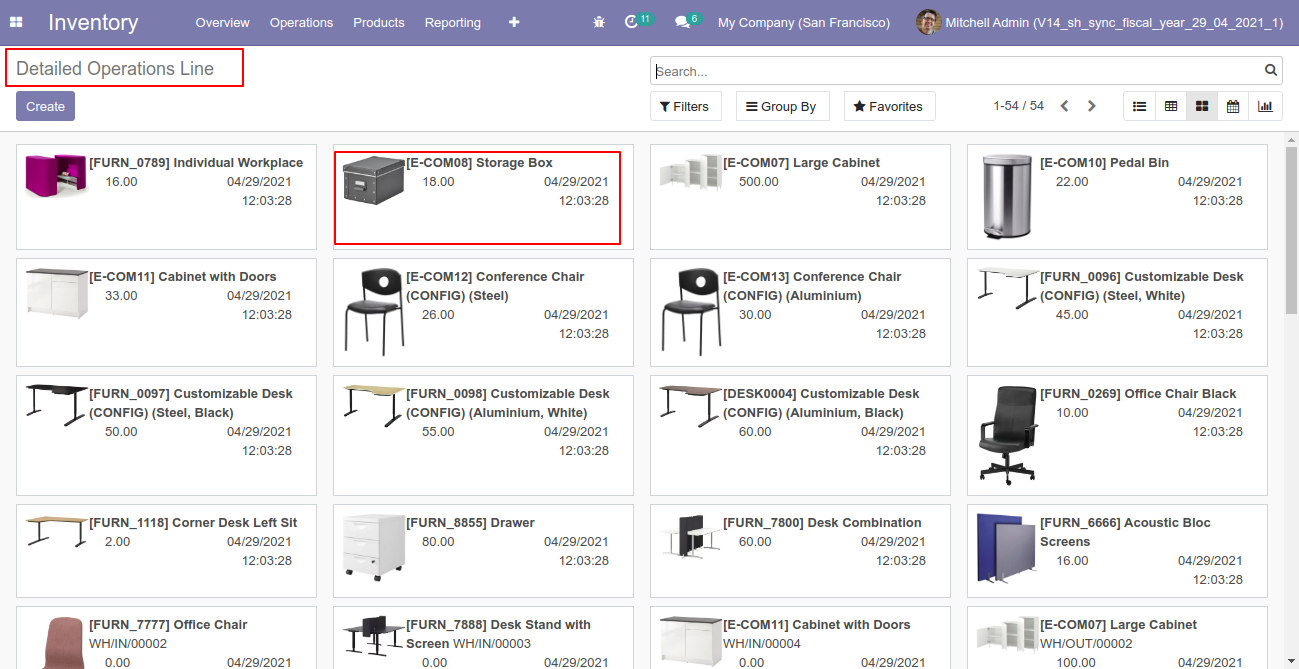 Inventory Overview Operations Products Reporting 11 6 My Company (San Francisco) Mitchell Admin (V14_sh_sync_fiscal_year_29_04_2021_1)
Detailed Operations Line
Search...
Create
Filters Group By Favorites 1-54 / 54
[FURN_0789] Individual Workplace
16.00 04/29/2021
12:03:28
[E-COM08] Storage Box
18.00 04/29/2021
12:03:28
[E-COM07] Large Cabinet
500.00 04/29/2021
12:03:28
[E-COM10] Pedal Bin
22.00 04/29/2021
12:03:28
[E-COM11] Cabinet with Doors
33.00 04/29/2021
12:03:28
[E-COM12] Conference Chair
(CONFIG) (Steel)
26.00 04/29/2021
12:03:28
[E-COM13] Conference Chair
(CONFIG) (Aluminium)
30.00 04/29/2021
12:03:28
[FURN_0096] Customizable Desk
(CONFIG) (Steel, White)
45.00 04/29/2021
12:03:28
[FURN_0097] Customizable Desk
(CONFIG) (Steel, Black)
50.00 04/29/2021
12:03:28
[FURN_0098] Customizable Desk
(CONFIG) (Aluminium, White)
55.00 04/29/2021
12:03:28
[DESK0004] Customizable Desk
(CONFIG) (Aluminium, Black)
60.00 04/29/2021
12:03:28
[FURN_0269] Office Chair Black
10.00 04/29/2021
12:03:28
[FURN_1118] Corner Desk Left Sit
2.00 04/29/2021
12:03:28
[FURN_8855] Drawer
80.00 04/29/2021
12:03:28
[FURN_7800] Desk Combination
60.00 04/29/2021
12:03:28
[FURN_6666] Acoustic Bloc
Screens
16.00 04/29/2021
12:03:28
[FURN_7777] Office Chair
WH/IN/00002
0.00 04/29/2021
[FURN_7888] Desk Stand with
Screen WH/IN/00003
0.00 04/29/2021
[E-COM11] Cabinet with Doors
WH/IN/00004
0.00 04/29/2021
[E-COM07] Large Cabinet
WH/OUT/00002
100.00 04/29/2021